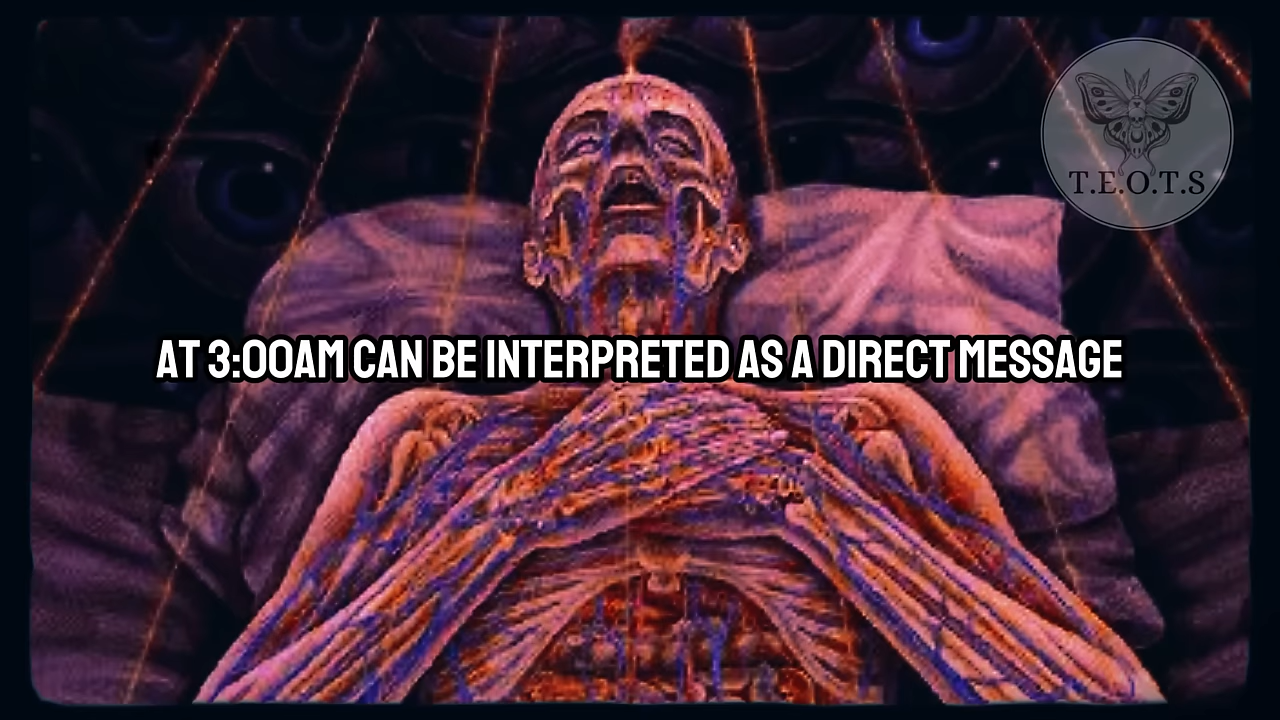 T.E.O.T.S
AT 3:00AM CAN BE INTERPRETED AS A DIRECT MESSAGE